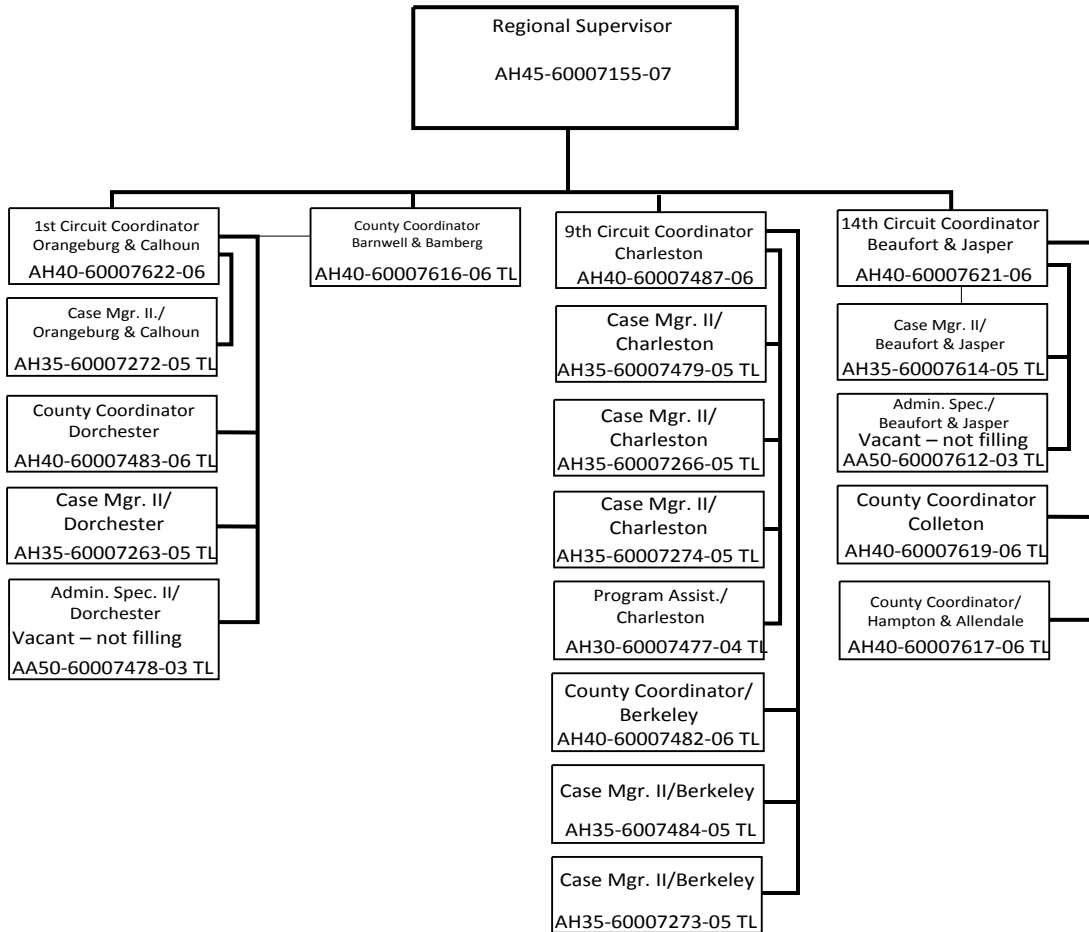 Regional Supervisor
AH45-60007155-07
1st Circuit Coordinator
Orangeburg & Calhoun
AH40-60007622-06
Case Mgr. II./
Orangeburg & Calhoun
AH35-60007272-05 TL
County Coordinator
Dorchester
AH40-60007483-06 TL
Case Mgr. II/
Dorchester
AH35-60007263-05 TL
Admin. Spec. II/
Dorchester
Vacant – not filling
AA50-60007478-03 TL
County Coordinator
Barnwell & Bamberg
AH40-60007616-06 TL
9th Circuit Coordinator
Charleston
AH40-60007487-06
Case Mgr. II/
Charleston
AH35-60007479-05 TL
Case Mgr. II/
Charleston
AH35-60007266-05 TL
Case Mgr. II/
Charleston
AH35-60007274-05 TL
Program Assist./
Charleston
AH30-60007477-04 TL
County Coordinator/
Berkeley
AH40-60007482-06 TL
Case Mgr. II/Berkeley
AH35-6007484-05 TL
Case Mgr. II/Berkeley
AH35-60007273-05 TL
14th Circuit Coordinator
Beaufort & Jasper
AH40-60007621-06
Case Mgr. II/
Beaufort & Jasper
AH35-60007614-05 TL
Admin. Spec./
Beaufort & Jasper
Vacant – not filling
AA50-60007612-03 TL
County Coordinator
Colleton
AH40-60007619-06 TL
County Coordinator/
Hampton & Allendale
AH40-60007617-06 TL